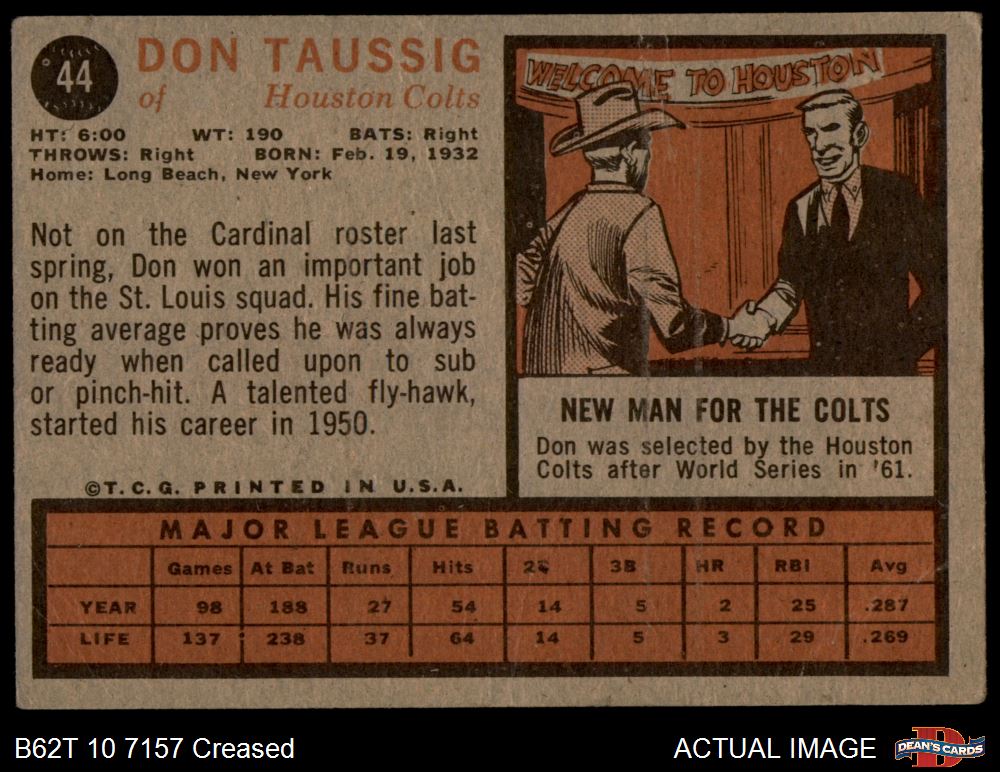 44
DON TAUSSIG
of Houston Colts
HT: 6:00 WT: 190 BATS: Right
THROWS: Right BORN: Feb. 19, 1932
Home: Long Beach, New York
Not on the Cardinal roster last
spring, Don won an important job
on the St. Louis squad. His fine bat-
ting average proves he was always
ready when called upon to sub
or pinch-hit. A talented fly-hawk,
started his career in 1950.
©T.C.G. PRINTED IN U.S.A.
WELCOME TO HOUSTON
NEW MAN FOR THE COLTS
Don was selected by the Houston
Colts after World Series in '61.
MAJOR LEAGUE BATTING RECORD
Games At Bat Runs Hits 2B 3B HR RBI Avg
YEAR 98 188 27 54 14 5 2 25 .287
LIFE 137 238 37 64 14 5 3 29 .269
B62T 10 7157 Creased
ACTUAL IMAGE
DEAN'S CARDS